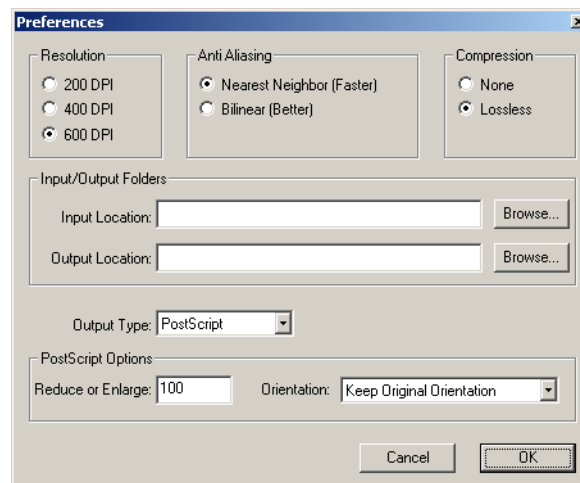 Preferences
Resolution
200 DPI
400 DPI
600 DPI
Anti Aliasing
Nearest Neighbor (Faster)
Bilinear (Better)
Compression
None
Lossless
Input/Output Folders
Input Location:
Browse...
Output Location:
Browse...
Output Type: PostScript
PostScript Options
Reduce or Enlarge: 100
Orientation: Keep Original Orientation
Cancel
OK